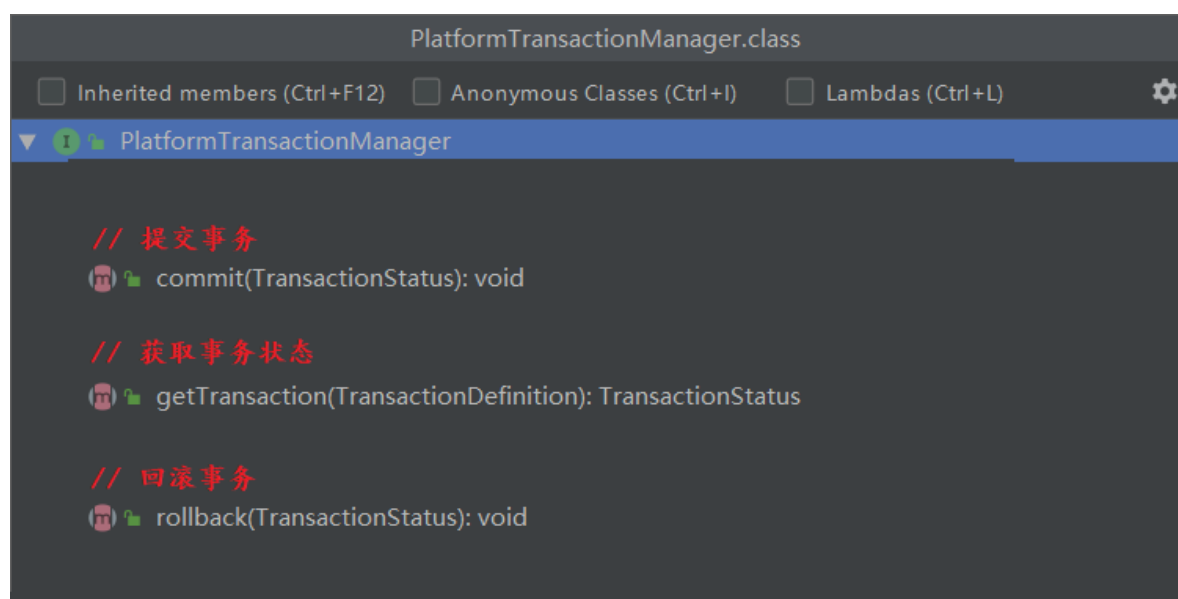 PlatformTransactionManager.class
Inherited members (Ctrl+F12) Anonymous Classes (Ctrl+I) Lambdas (Ctrl+L)
PlatformTransactionManager
// 提交事务
commit(TransactionStatus): void
// 获取事务状态
getTransaction(TransactionDefinition): TransactionStatus
// 回滚事务
rollback(TransactionStatus): void